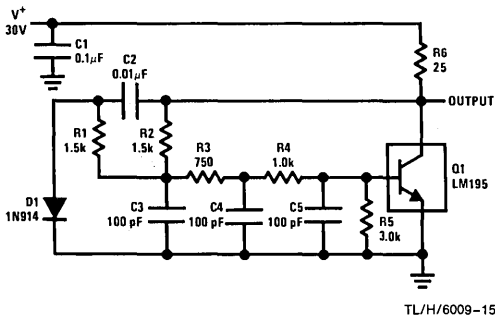 V+
30V
C1
0.1µF
C2
0.01µF
R6
25
OUTPUT
R1
1.5k
R2
1.5k
R3
750
R4
1.0k
Q1
LM195
D1
1N914
C3
100 pF
C4
100 pF
C5
100 pF
R5
3.0k
TL/H/6009-15